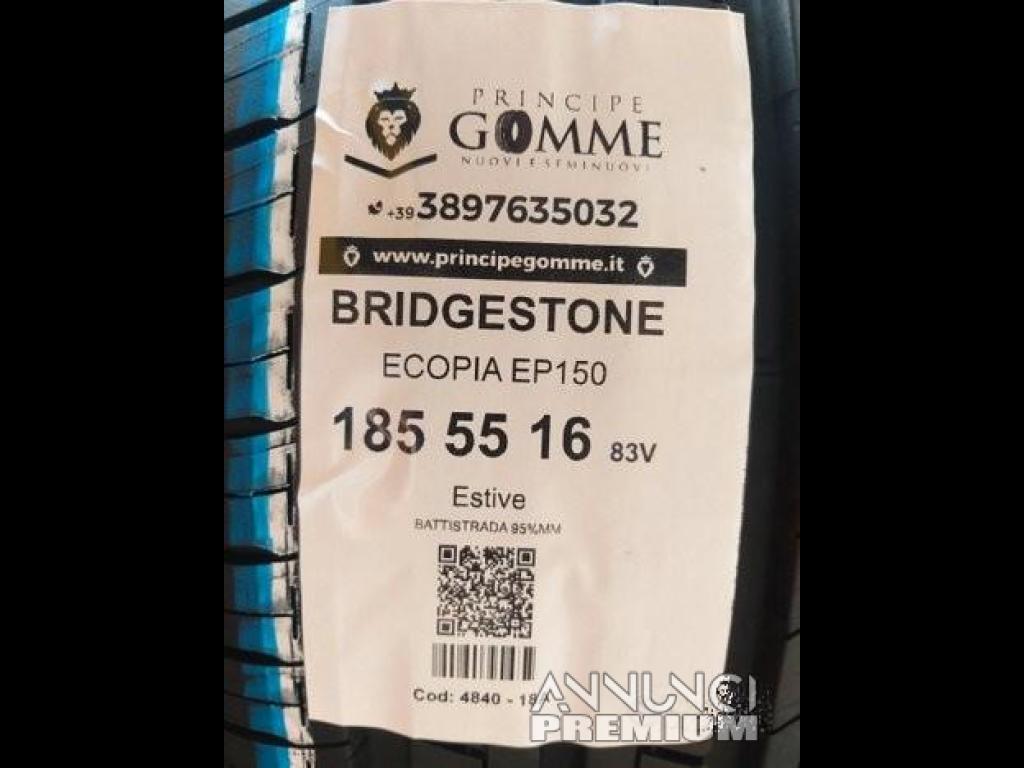 PRINCIPE
GOMME
NUOVI E SEMINUOVI
+39 3897635032
www.principegomme.it
BRIDGESTONE
ECOPIA EP150
185 55 16 83V
Estive
BATTISTRADA 95%MM
Cod: 4840 - 18A
ANNUNCI
PREMIUM